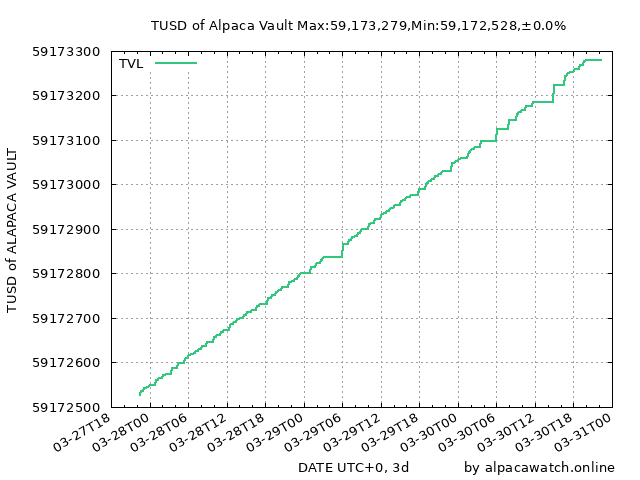 TUSD of Alpaca Vault Max:59,173,279,Min:59,172,528,±0.0%
TVL
TUSD of ALAPACA VAULT
59173300
59173200
59173100
59173000
59172900
59172800
59172700
59172600
59172500
03-27T18
03-28T00
03-28T06
03-28T12
03-28T18
03-29T00
03-29T06
03-29T12
03-29T18
03-30T00
03-30T06
03-30T12
03-30T18
03-31T00
DATE UTC+0, 3d
by alpacawatch.online